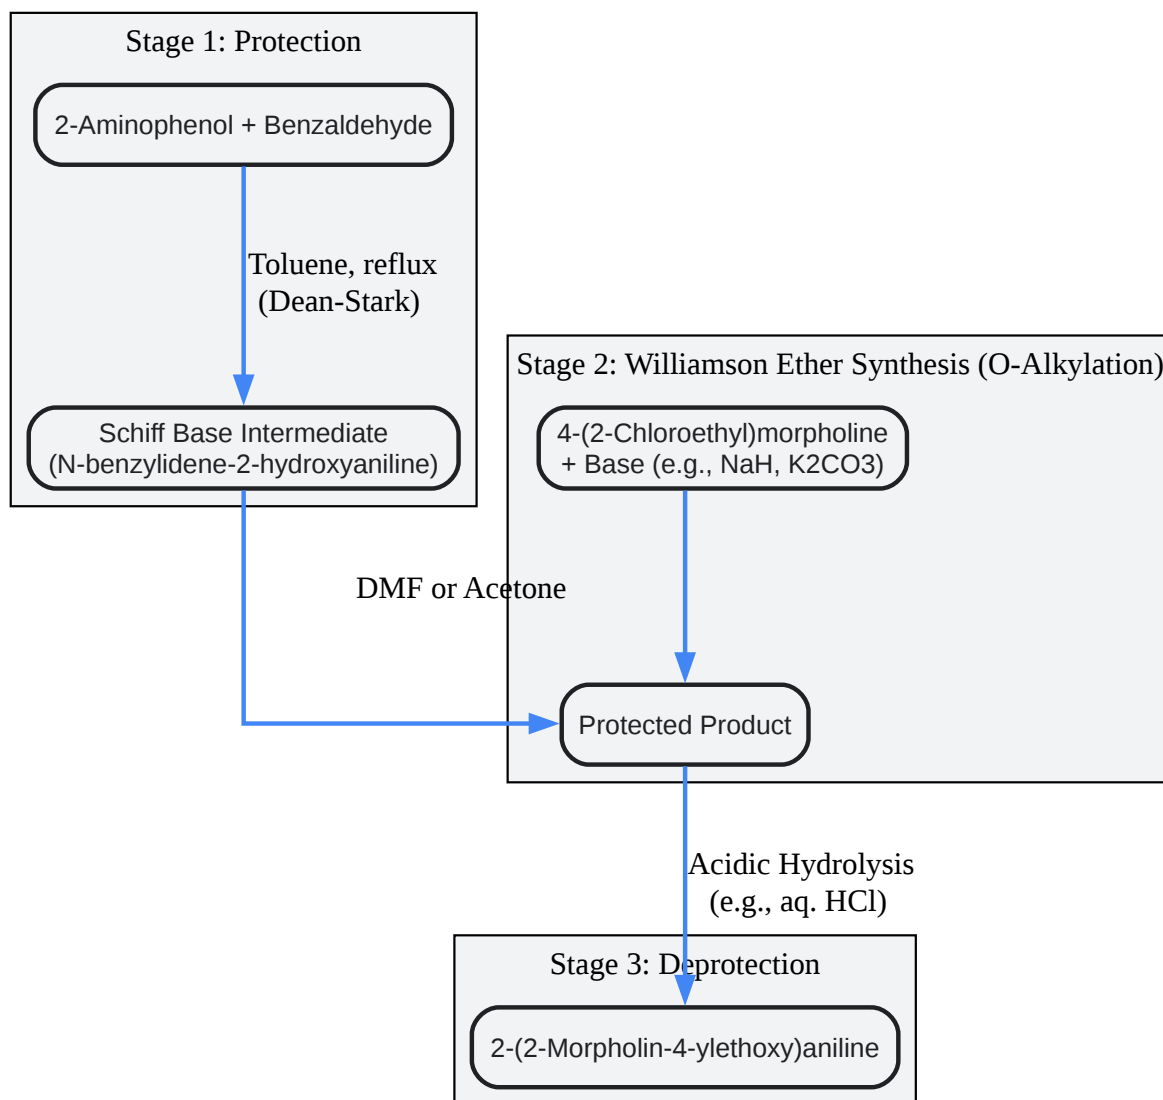 Stage 1: Protection
2-Aminophenol + Benzaldehyde
Toluene, reflux
(Dean-Stark)
Schiff Base Intermediate
(N-benzylidene-2-hydroxyaniline)
Stage 2: Williamson Ether Synthesis (O-Alkylation)
4-(2-Chloroethyl)morpholine
+ Base (e.g., NaH, K2CO3)
DMF or Acetone
Protected Product
Acidic Hydrolysis
(e.g., aq. HCl)
Stage 3: Deprotection
2-(2-Morpholin-4-ylethoxy)aniline